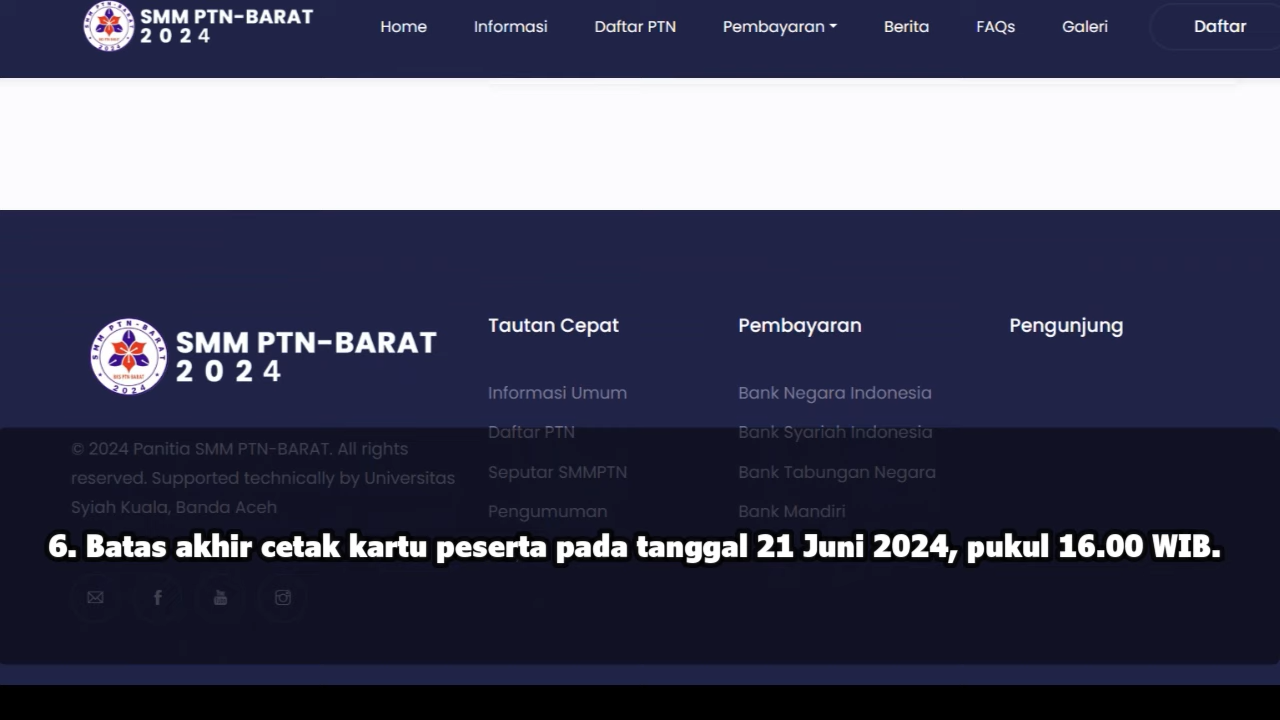 SMM PTN-BARAT
2024
Home
Informasi
Daftar PTN
Pembayaran
Berita
FAQs
Galeri
Daftar
SMM PTN-BARAT
2024
© 2024 Panitia SMM PTN-BARAT. All rights
reserved. Supported technically by Universitas
Syiah Kuala, Banda Aceh
Tautan Cepat
Informasi Umum
Daftar PTN
Seputar SMMPTN
Pengumuman
Pembayaran
Bank Negara Indonesia
Bank Syariah Indonesia
Bank Tabungan Negara
Bank Mandiri
Pengunjung
6. Batas akhir cetak kartu peserta pada tanggal 21 Juni 2024, pukul 16.00 WIB.